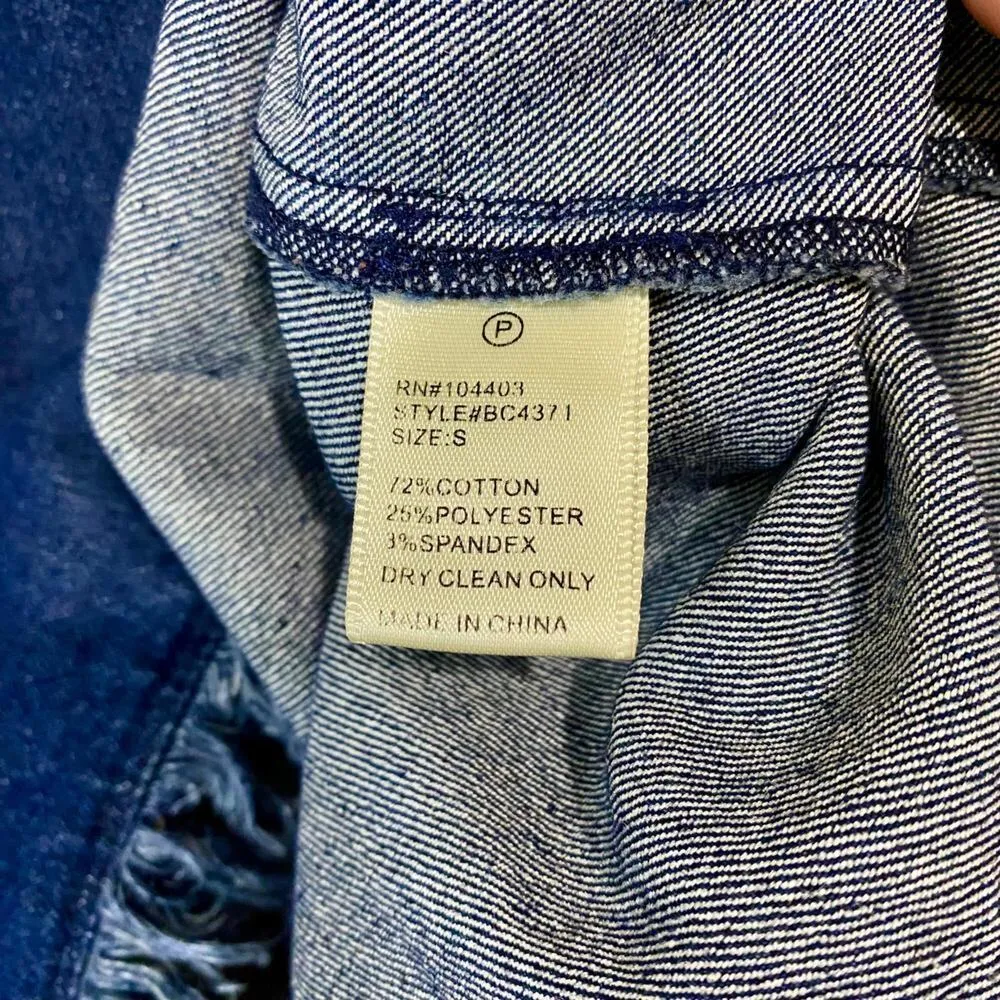 P
RN#104403
STYLE#BC4371
SIZE:S
72%COTTON
25%POLYESTER
3%SPANDEX
DRY CLEAN ONLY
MADE IN CHINA